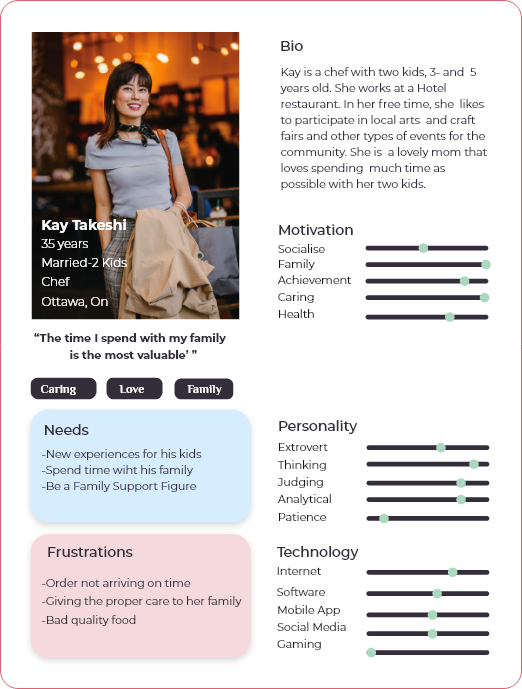 Kay Takeshi
35 years
Married-2 Kids
Chef
Ottawa, On
“The time I spend with my family
is the most valuable’ ”
Caring
Love
Family
Needs
-New experiences for his kids
-Spend time wiht his family
-Be a Family Support Figure
Frustrations
-Order not arriving on time
-Giving the proper care to her family
-Bad quality food
Bio
Kay is a chef with two kids, 3- and 5
years old. She works at a Hotel
restaurant. In her free time, she likes
to participate in local arts and craft
fairs and other types of events for the
community. She is a lovely mom that
loves spending much time as
possible with her two kids.
Motivation
Socialise
Family
Achievement
Caring
Health
Personality
Extrovert
Thinking
Judging
Analytical
Patience
Technology
Internet
Software
Mobile App
Social Media
Gaming